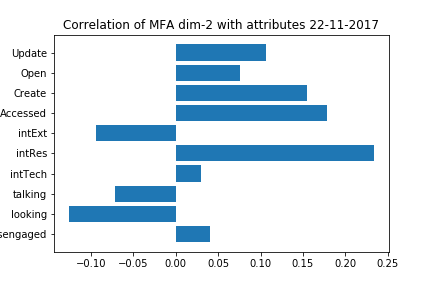 Correlation of MFA dim-2 with attributes 22-11-2017
Update
Open
Create
Accessed
intExt
intRes
intTech
talking
looking
sengaged
−0.10 −0.05 0.00 0.05 0.10 0.15 0.20 0.25